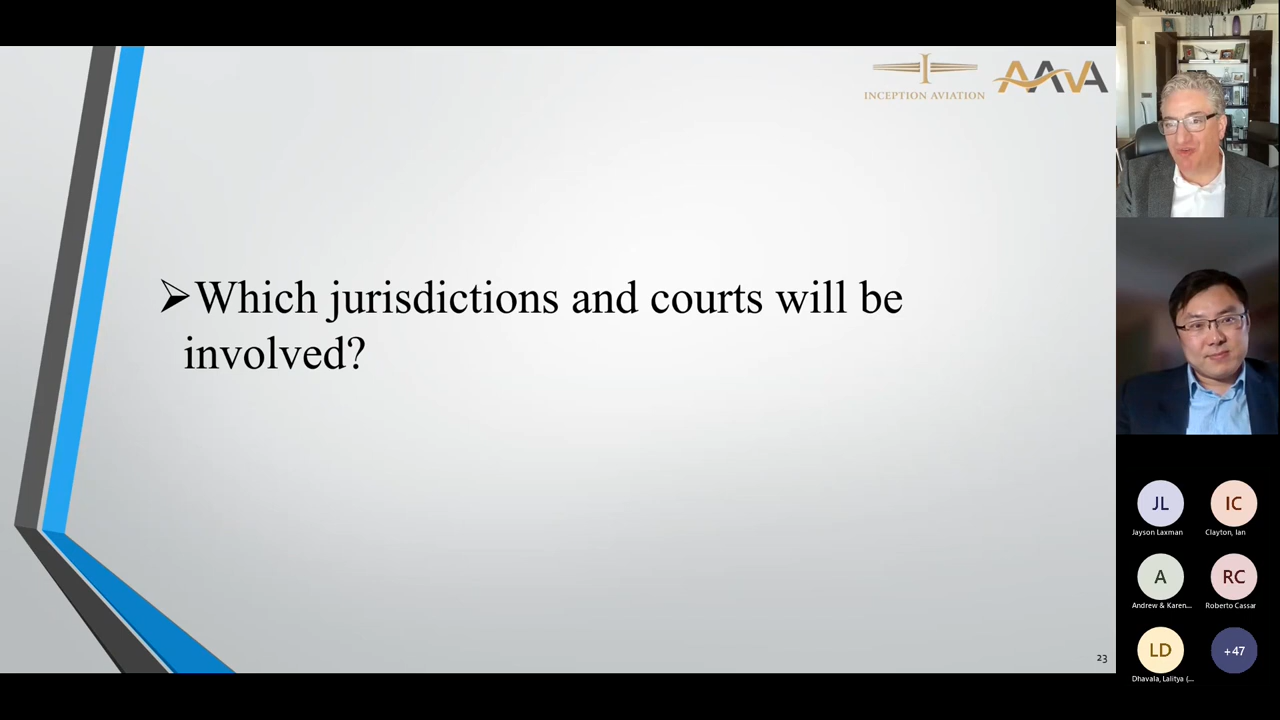 INCEPTION AVIATION
AAVA
➢Which jurisdictions and courts will be
involved?
23
JL
Jayson Laxman
IC
Clayton, Ian
A
Andrew & Karen...
RC
Roberto Cassar
LD
Dhavala, Lalitya (...
+47